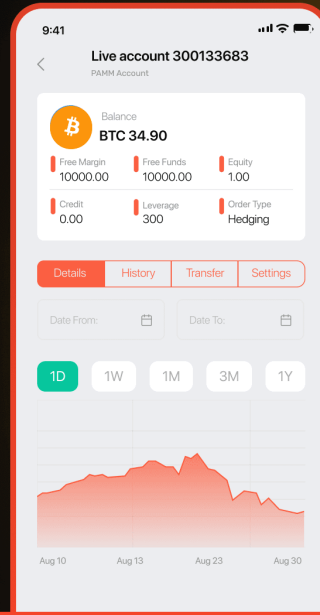 9:41
Live account 300133683
PAMM Account
Balance
BTC 34.90
Free Margin Free Funds Equity
10000.00 10000.00 1.00
Credit Leverage Order Type
0.00 300 Hedging
Details History Transfer Settings
Date From: Date To:
1D 1W 1M 3M 1Y
Aug 10 Aug 13 Aug 23 Aug 30